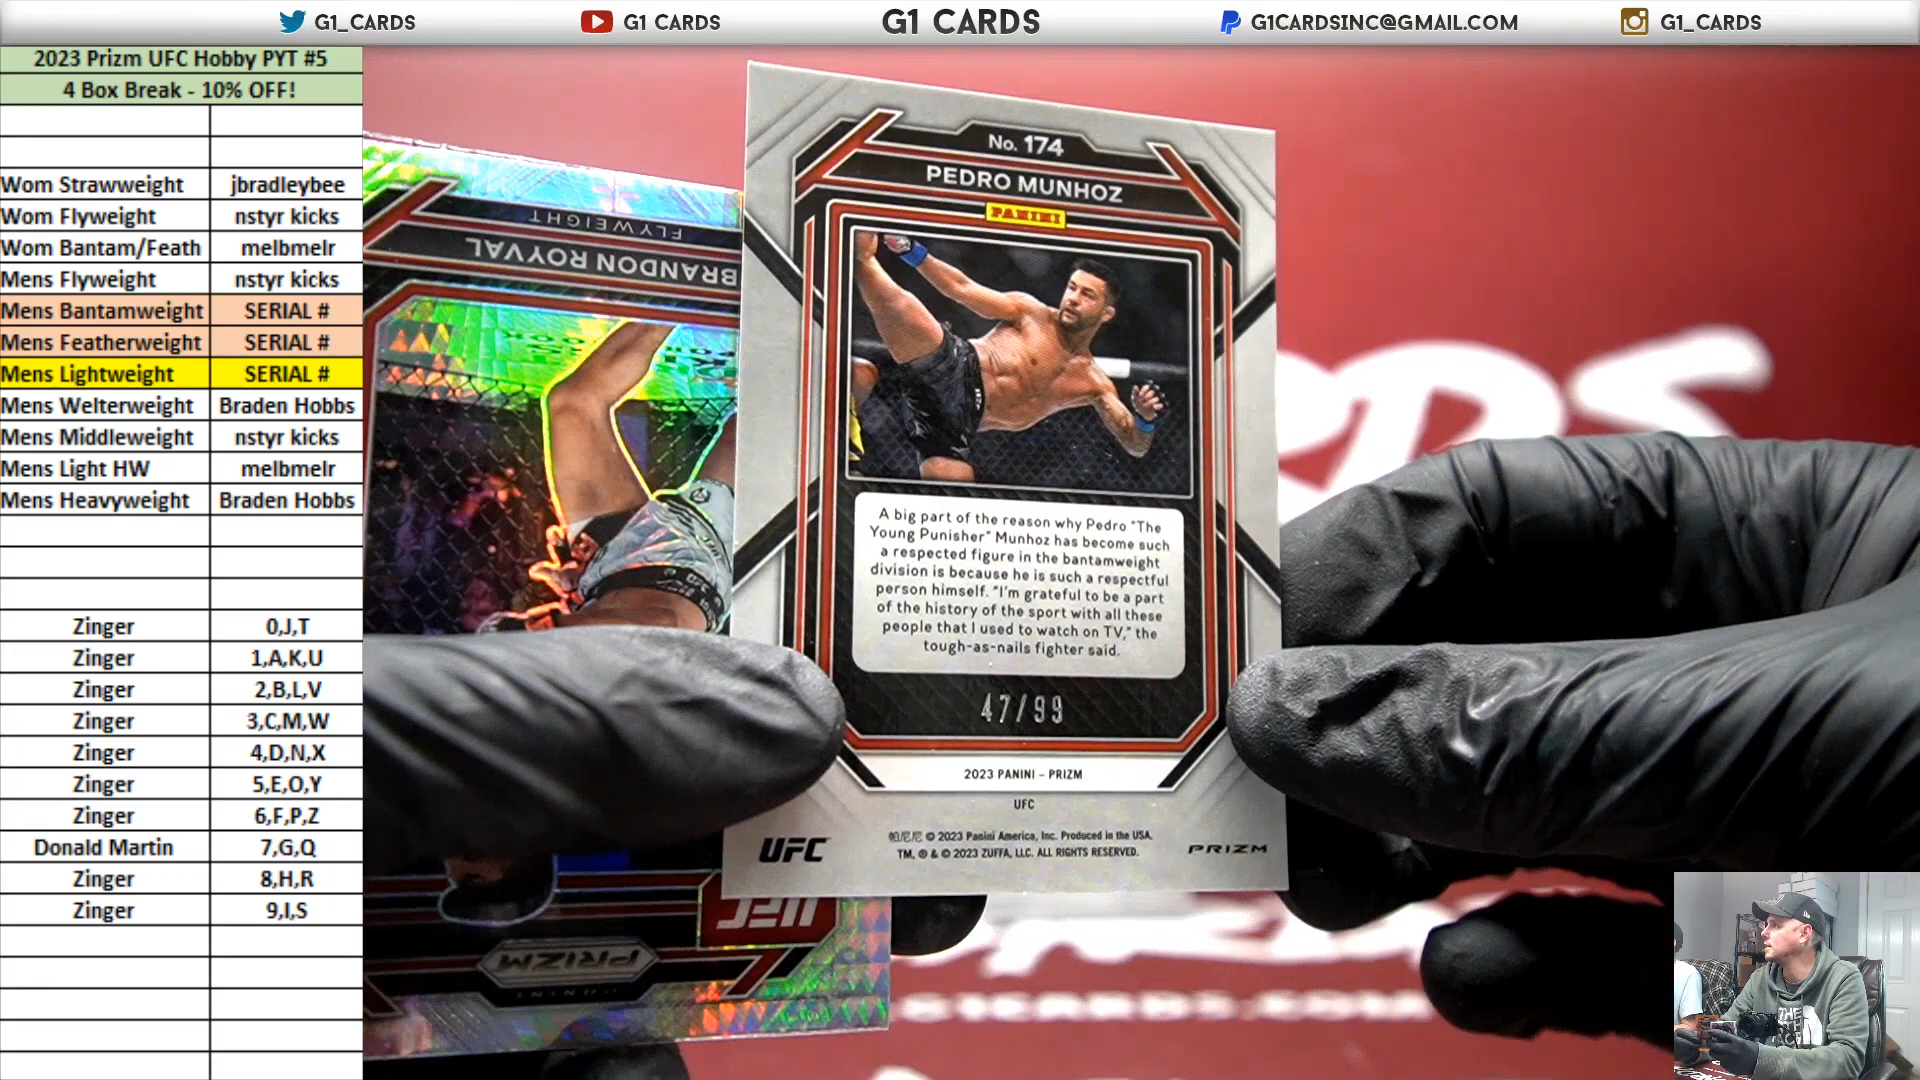 G1_CARDS
G1 CARDS
G1 CARDS
G1CARDSINC@GMAIL.COM
G1_CARDS
2023 Prizm UFC Hobby PYT #5
4 Box Break - 10% OFF!
Wom Strawweight jbradleybee
Wom Flyweight nstyr kicks
Wom Bantam/Feath melbmelr
Mens Flyweight nstyr kicks
Mens Bantamweight SERIAL #
Mens Featherweight SERIAL #
Mens Lightweight SERIAL #
Mens Welterweight Braden Hobbs
Mens Middleweight nstyr kicks
Mens Light HW melbmelr
Mens Heavyweight Braden Hobbs
Zinger 0,J,T
Zinger 1,A,K,U
Zinger 2,B,L,V
Zinger 3,C,M,W
Zinger 4,D,N,X
Zinger 5,E,O,Y
Zinger 6,F,P,Z
Donald Martin 7,G,Q
Zinger 8,H,R
Zinger 9,I,S
FLYWEIGHT
BRANDON ROYVAL
UFC
PRIZM
PANINI
No. 174
PEDRO MUNHOZ
PANINI
A big part of the reason why Pedro "The
Young Punisher" Munhoz has become such
a respected figure in the bantamweight
division is because he is such a respectful
person himself. "I'm grateful to be a part
of the history of the sport with all these
people that I used to watch on TV," the
tough-as-nails fighter said.
47/99
2023 PANINI – PRIZM
UFC
UFC
帕尼尼 © 2023 Panini America, Inc. Produced in the USA.
TM, ® & © 2023 ZUFFA, LLC. ALL RIGHTS RESERVED.
PRIZM